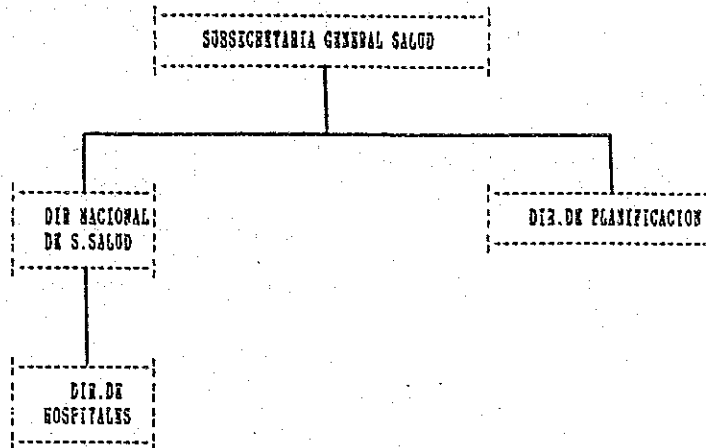 SUBSECRETARIA GENERAL SALUD
DIR NACIONAL
DE S.SALUD
DIR.DE PLANIFICACION
DIR.DE
HOSPITALES